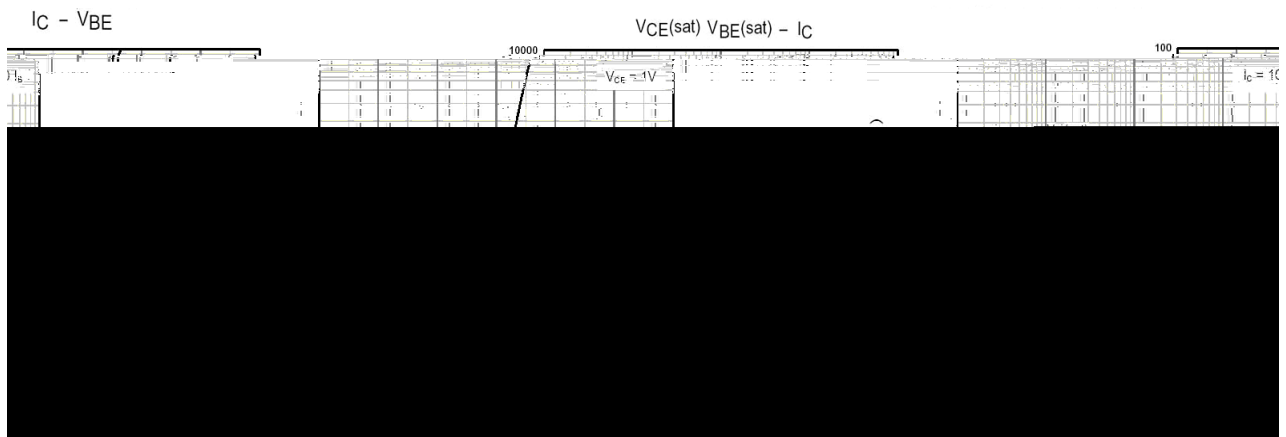 IC – VBE
VCE(sat) VBE(sat) – IC
10000
100
VCE = 1V